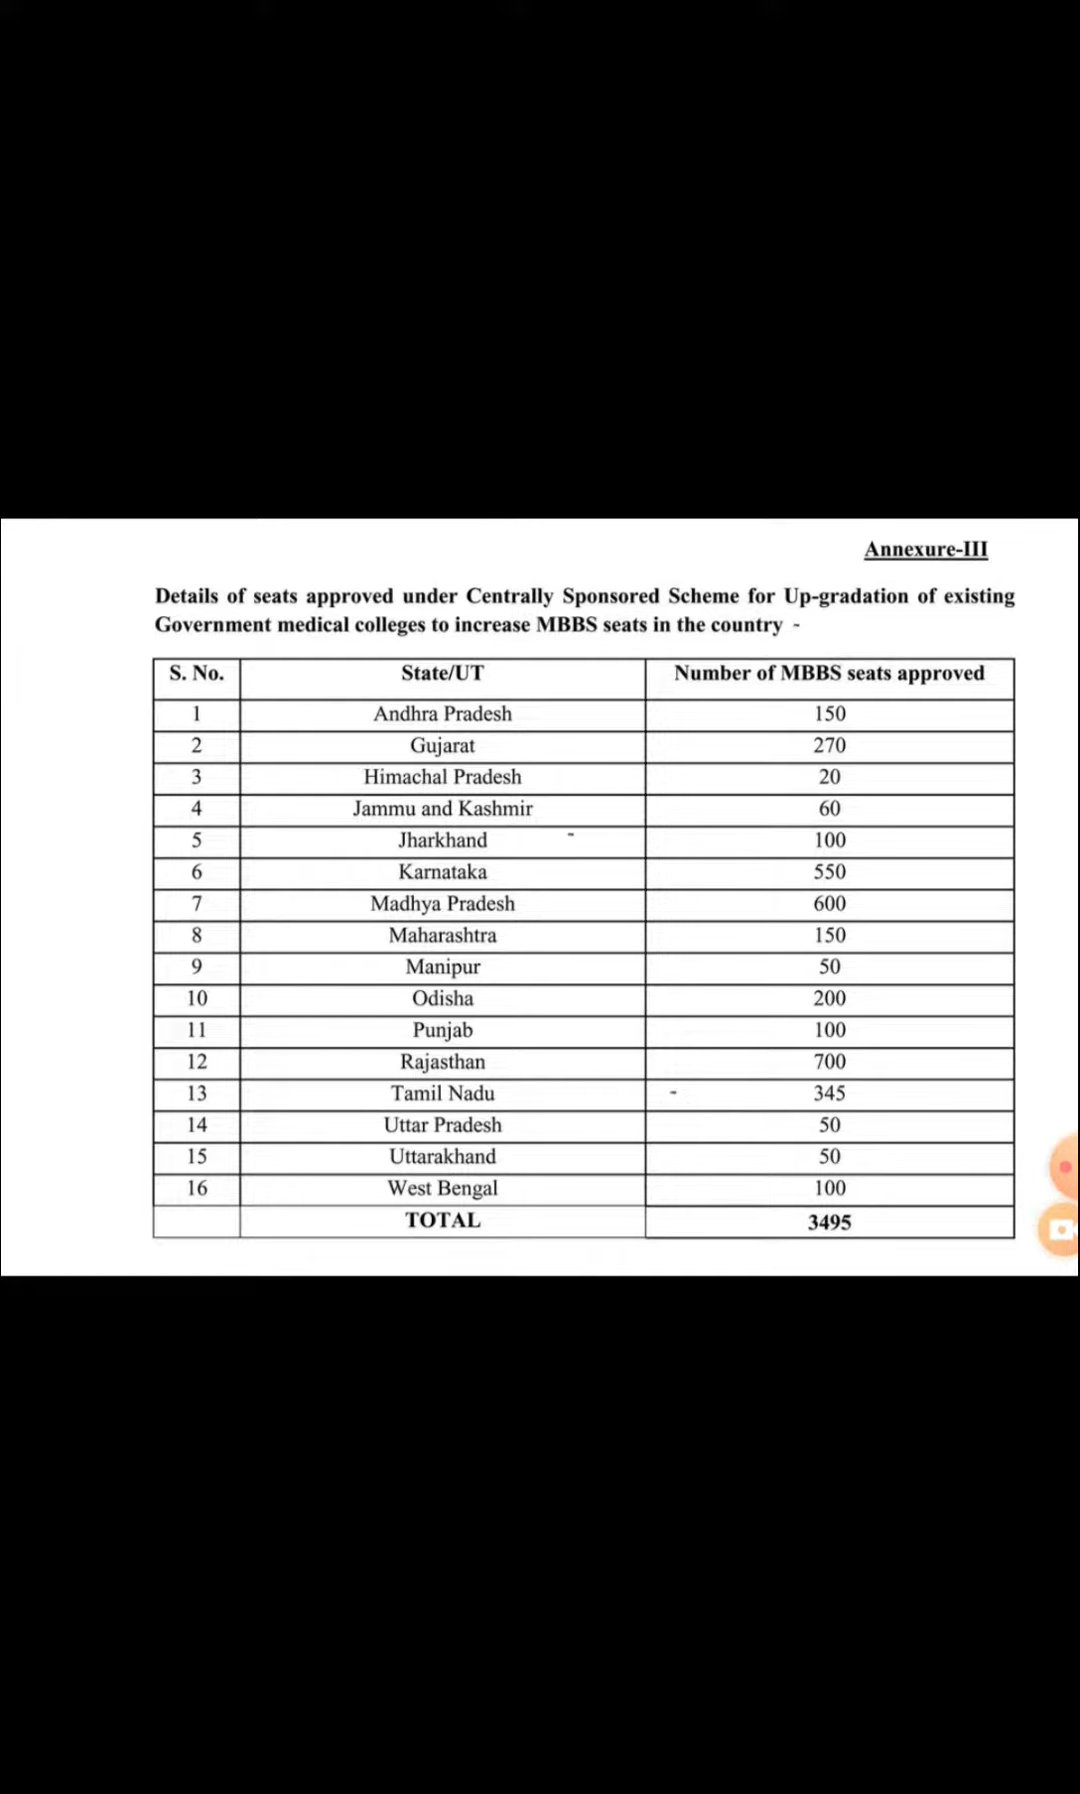 Annexure-III
Details of seats approved under Centrally Sponsored Scheme for Up-gradation of existing
Government medical colleges to increase MBBS seats in the country -
S. No. State/UT Number of MBBS seats approved
1 Andhra Pradesh 150
2 Gujarat 270
3 Himachal Pradesh 20
4 Jammu and Kashmir 60
5 Jharkhand 100
6 Karnataka 550
7 Madhya Pradesh 600
8 Maharashtra 150
9 Manipur 50
10 Odisha 200
11 Punjab 100
12 Rajasthan 700
13 Tamil Nadu 345
14 Uttar Pradesh 50
15 Uttarakhand 50
16 West Bengal 100
TOTAL 3495